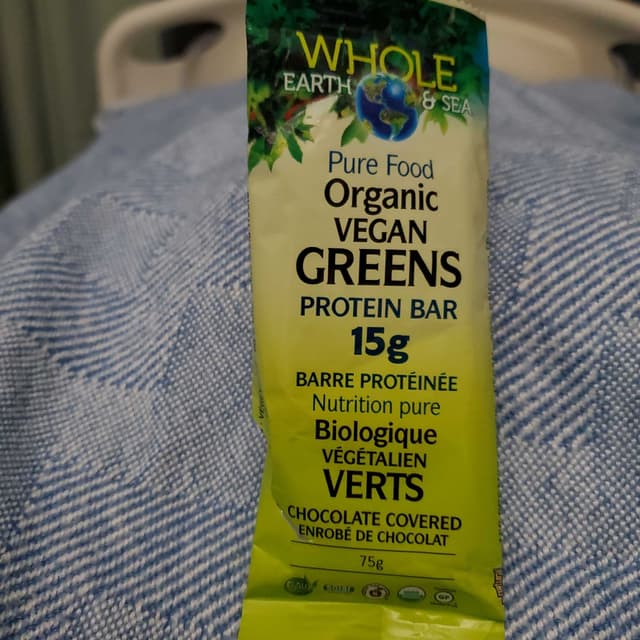 WHOLE
EARTH & SEA
Pure Food
Organic
VEGAN
GREENS
PROTEIN BAR
15g
BARRE PROTÉINÉE
Nutrition pure
Biologique
VÉGÉTALIEN
VERTS
CHOCOLATE COVERED
ENROBÉ DE CHOCOLAT
75g
GF